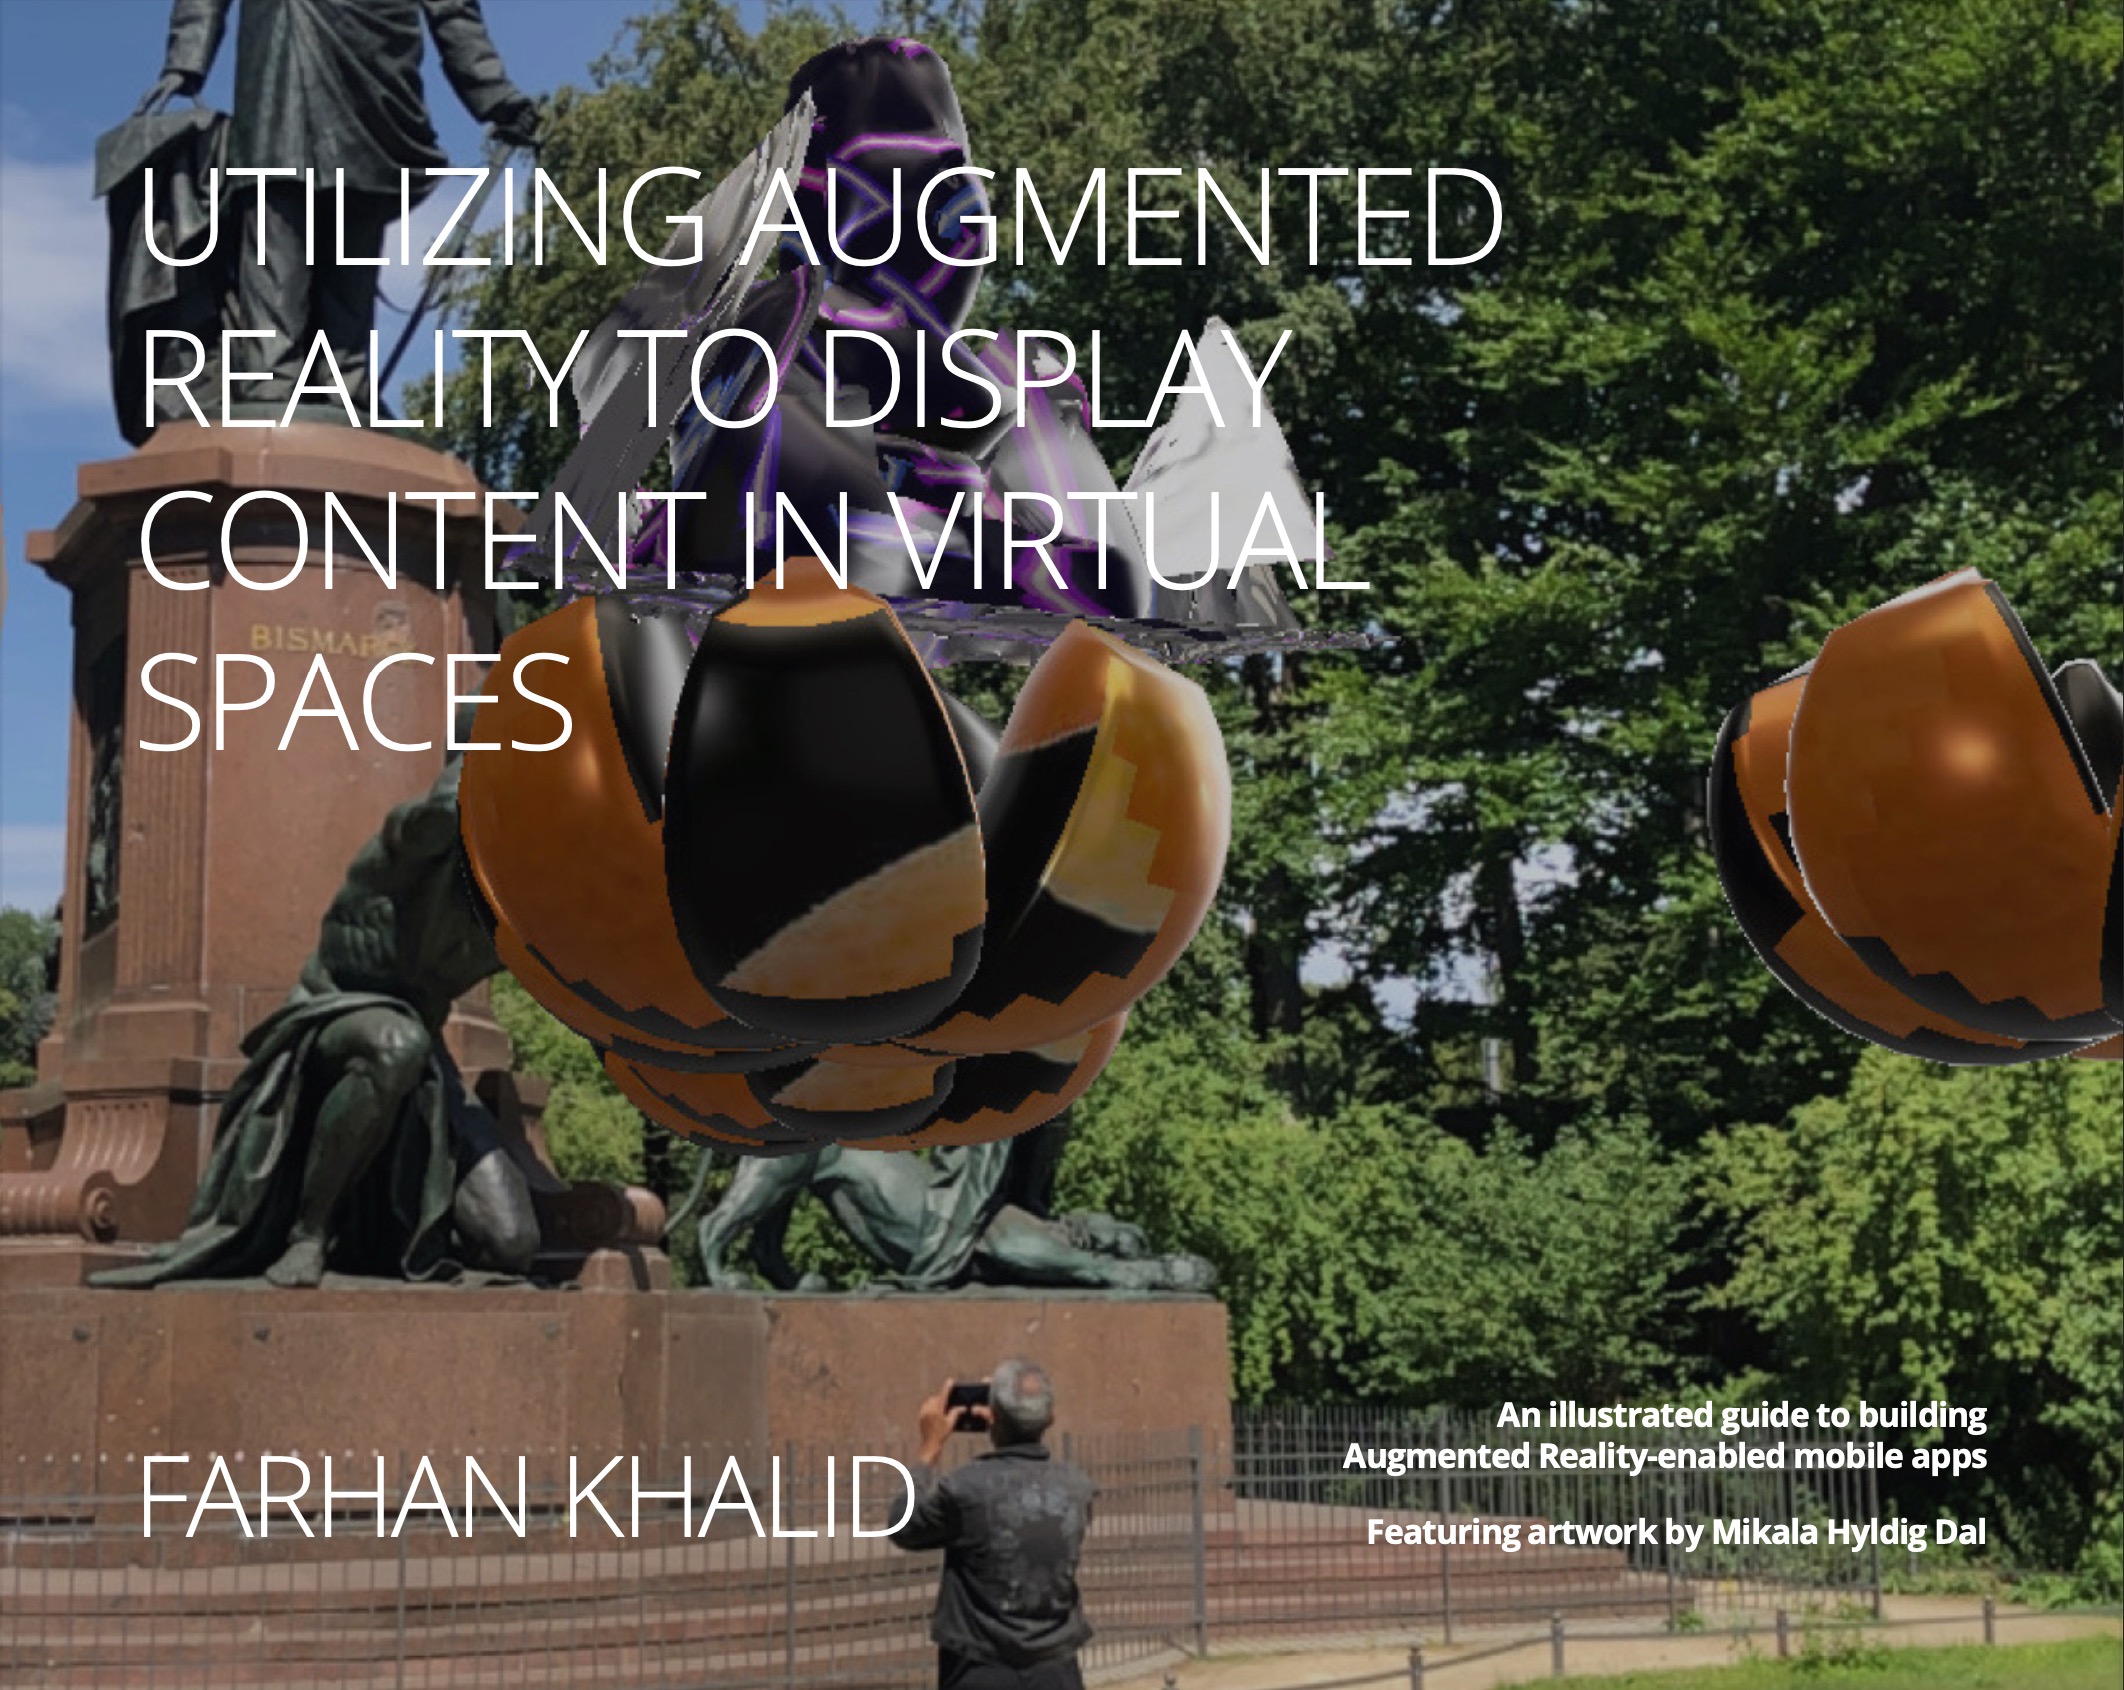 UTILIZING AUGMENTED
REALITY TO DISPLAY
CONTENT IN VIRTUAL
SPACES
BISMARCK
FARHAN KHALID
An illustrated guide to building
Augmented Reality-enabled mobile apps
Featuring artwork by Mikala Hyldig Dal